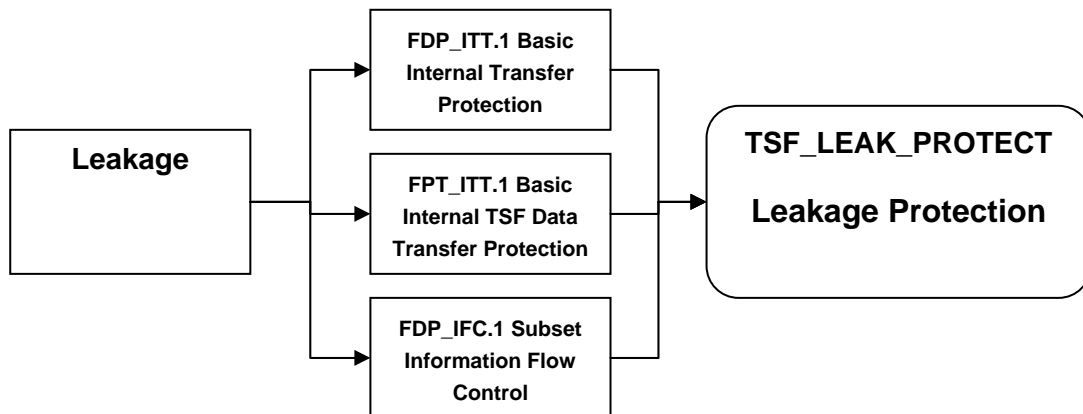 Leakage
FDP_ITT.1 Basic
Internal Transfer
Protection
FPT_ITT.1 Basic
Internal TSF Data
Transfer Protection
FDP_IFC.1 Subset
Information Flow
Control
TSF_LEAK_PROTECT
Leakage Protection